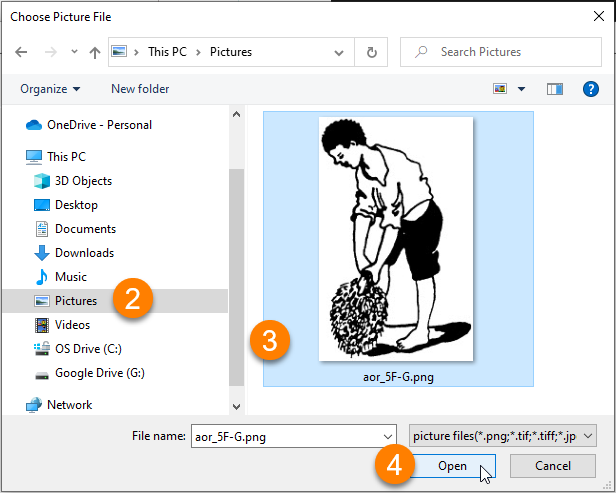 Choose Picture File
This PC > Pictures
Search Pictures
Organize
New folder
OneDrive - Personal
This PC
3D Objects
Desktop
Documents
Downloads
Music
Pictures
2
Videos
OS Drive (C:)
Google Drive (G:)
Network
3
aor_5F-G.png
File name: aor_5F-G.png
picture files(*.png;*.tif;*.tiff;*.jp
4
Open
Cancel